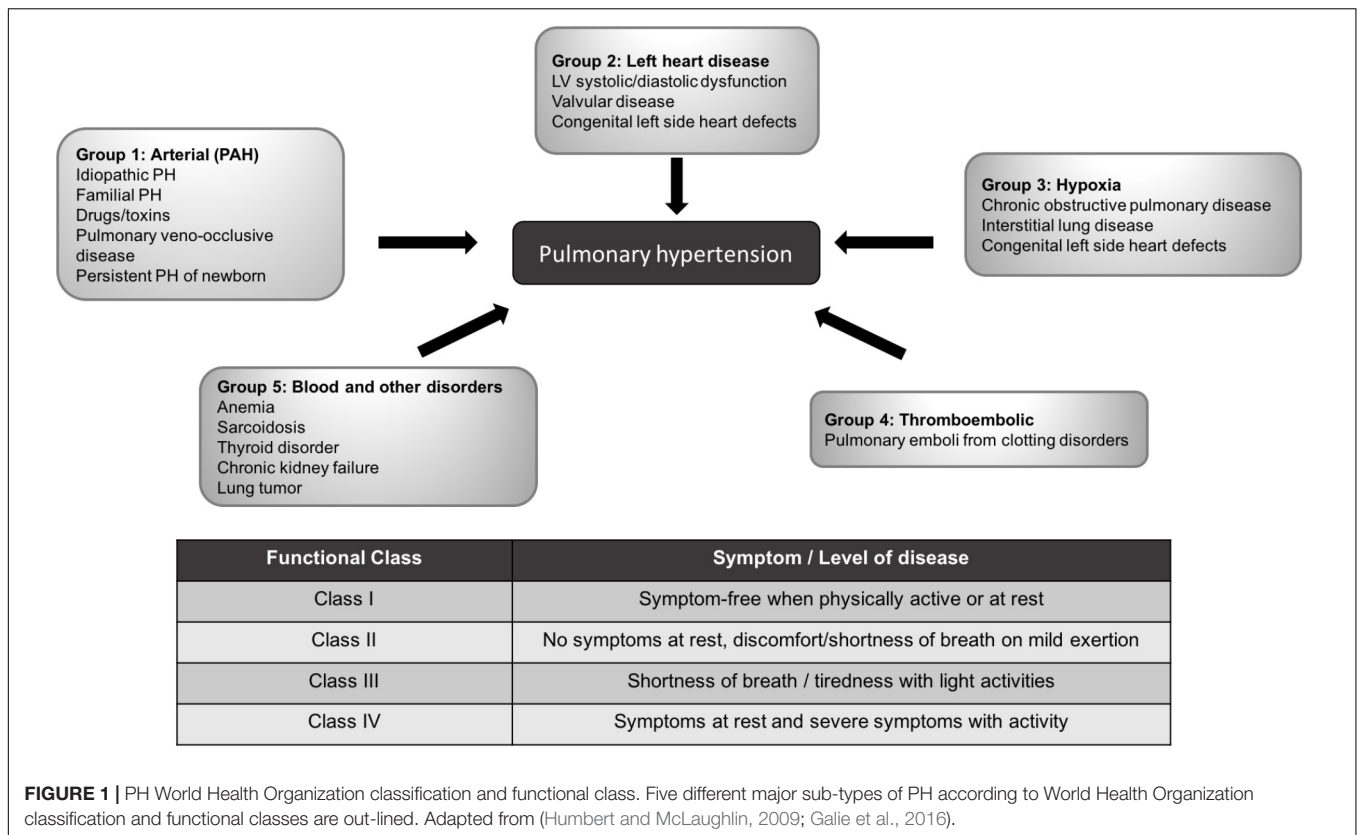 Group 2: Left heart disease
LV systolic/diastolic dysfunction
Valvular disease
Congenital left side heart defects
Group 1: Arterial (PAH)
Idiopathic PH
Familial PH
Drugs/toxins
Pulmonary veno-occlusive
disease
Persistent PH of newborn
Group 3: Hypoxia
Chronic obstructive pulmonary disease
Interstitial lung disease
Congenital left side heart defects
Pulmonary hypertension
Group 5: Blood and other disorders
Anemia
Sarcoidosis
Thyroid disorder
Chronic kidney failure
Lung tumor
Group 4: Thromboembolic
Pulmonary emboli from clotting disorders
Functional Class Symptom / Level of disease
Class I Symptom-free when physically active or at rest
Class II No symptoms at rest, discomfort/shortness of breath on mild exertion
Class III Shortness of breath / tiredness with light activities
Class IV Symptoms at rest and severe symptoms with activity
FIGURE 1 | PH World Health Organization classification and functional class. Five different major sub-types of PH according to World Health Organization
classification and functional classes are out-lined. Adapted from (Humbert and McLaughlin, 2009; Galie et al., 2016).